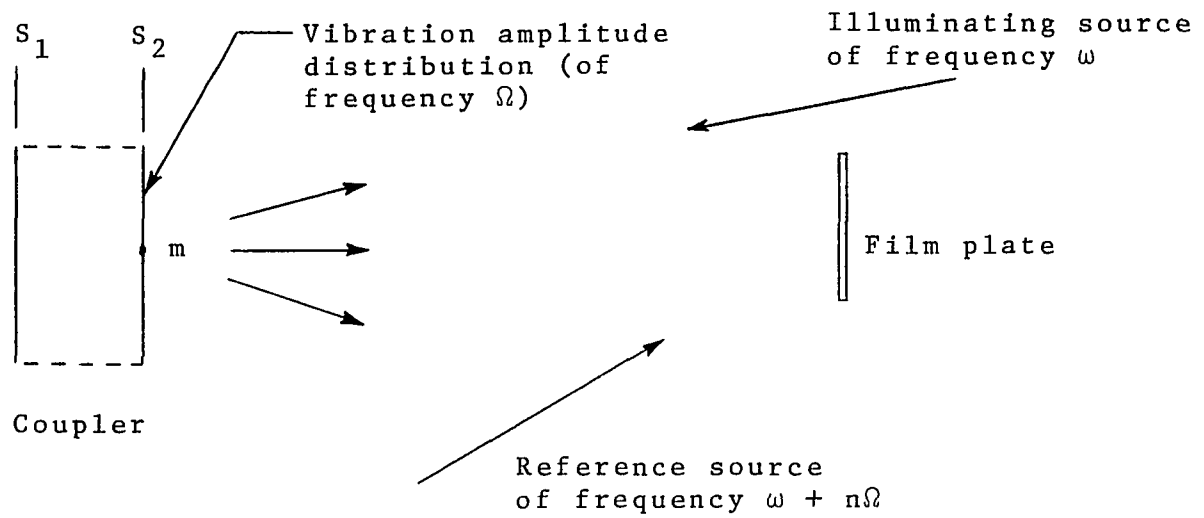 S1
S2
Vibration amplitude
distribution (of
frequency Ω)
Illuminating source
of frequency ω
m
Film plate
Coupler
Reference source
of frequency ω + nΩ